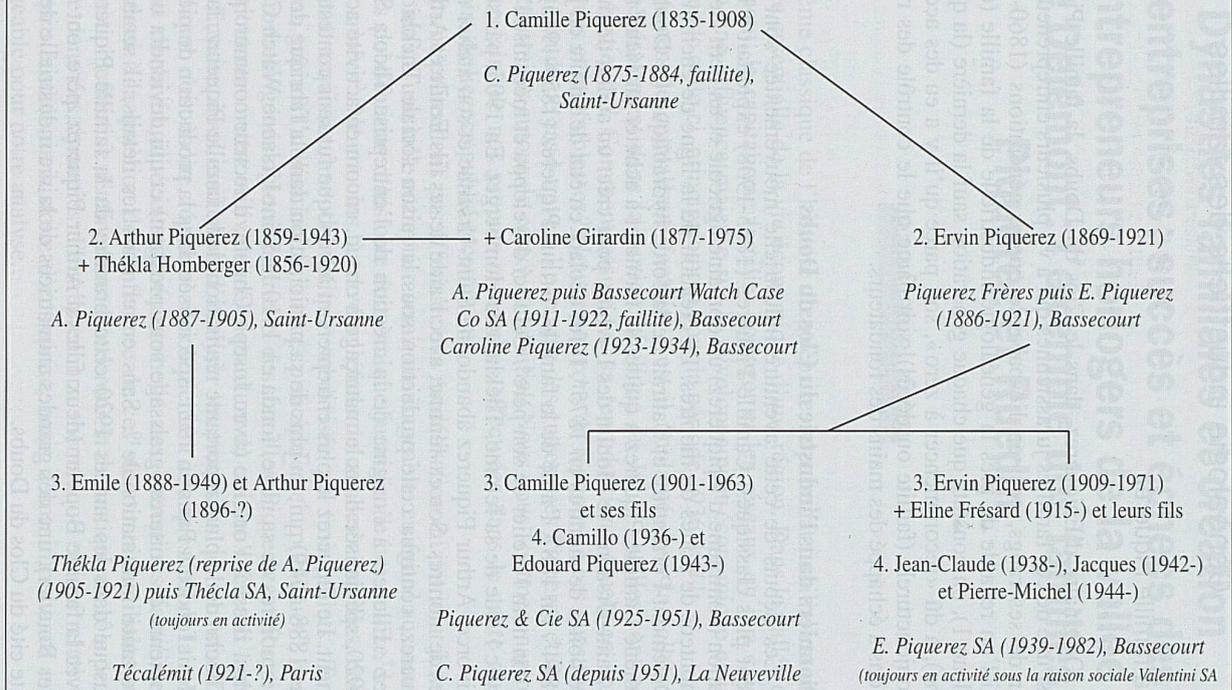 1. Camille Piquerez (1835-1908)
C. Piquerez (1875-1884, faillite),
Saint-Ursanne
2. Arthur Piquerez (1859-1943)
+ Thékla Homberger (1856-1920)
A. Piquerez (1887-1905), Saint-Ursanne
+ Caroline Girardin (1877-1975)
A. Piquerez puis Bassecourt Watch Case
Co SA (1911-1922, faillite), Bassecourt
Caroline Piquerez (1923-1934), Bassecourt
2. Ervin Piquerez (1869-1921)
Piquerez Frères puis E. Piquerez
(1886-1921), Bassecourt
3. Emile (1888-1949) et Arthur Piquerez
(1896-?)
Thékla Piquerez (reprise de A. Piquerez)
(1905-1921) puis Thécla SA, Saint-Ursanne
(toujours en activité)
Técalémit (1921-?), Paris
3. Camille Piquerez (1901-1963)
et ses fils
4. Camillo (1936-) et
Edouard Piquerez (1943-)
Piquerez & Cie SA (1925-1951), Bassecourt
C. Piquerez SA (depuis 1951), La Neuveville
3. Ervin Piquerez (1909-1971)
+ Eline Frésard (1915-) et leurs fils
4. Jean-Claude (1938-), Jacques (1942-)
et Pierre-Michel (1944-)
E. Piquerez SA (1939-1982), Bassecourt
(toujours en activité sous la raison sociale Valentini SA